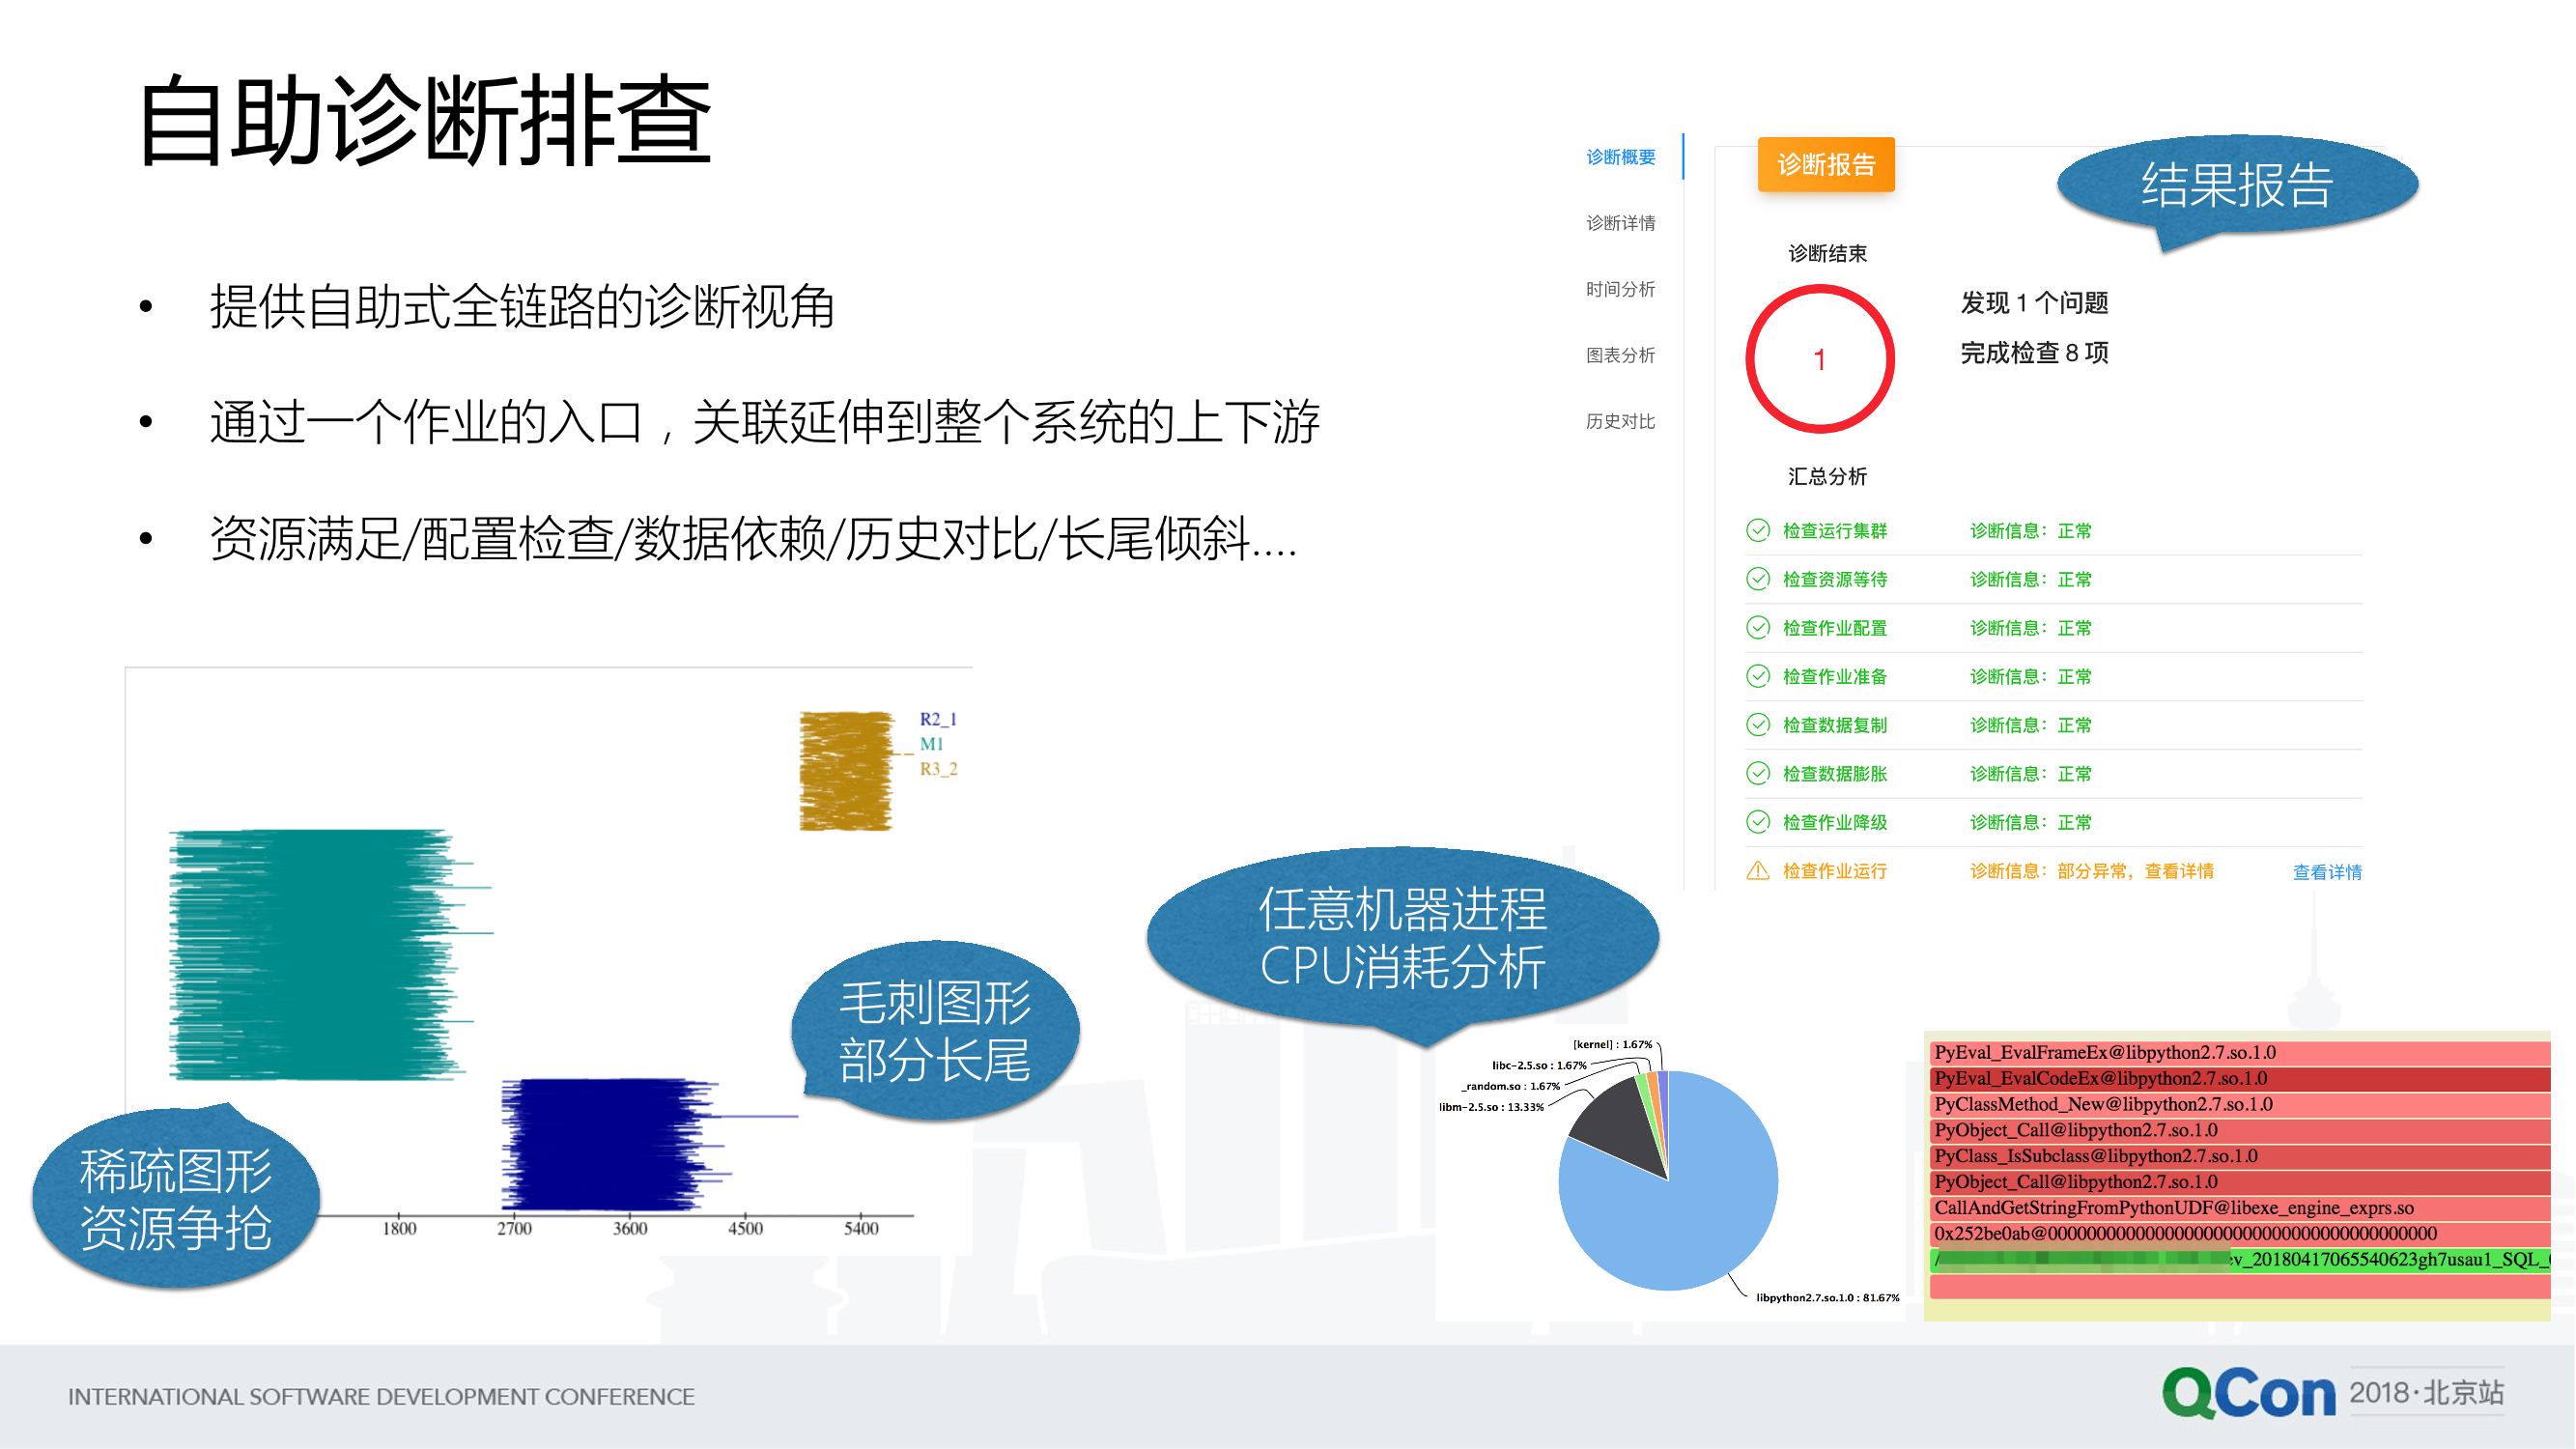 自助诊断排查
• 提供自助式全链路的诊断视角
• 通过一个作业的入口，关联延伸到整个系统的上下游
• 资源满足/配置检查/数据依赖/历史对比/长尾倾斜....
诊断概要
诊断详情
时间分析
图表分析
历史对比
诊断报告
结果报告
诊断结束
1
发现 1 个问题
完成检查 8 项
汇总分析
检查运行集群 诊断信息：正常
检查资源等待 诊断信息：正常
检查作业配置 诊断信息：正常
检查作业准备 诊断信息：正常
检查数据复制 诊断信息：正常
检查数据膨胀 诊断信息：正常
检查作业降级 诊断信息：正常
检查作业运行 诊断信息：部分异常，查看详情 查看详情
R2_1
M1
R3_2
毛刺图形
部分长尾
稀疏图形
资源争抢
1800 2700 3600 4500 5400
任意机器进程
CPU消耗分析
[kernel] : 1.67%
libc-2.5.so : 1.67%
_random.so : 1.67%
libm-2.5.so : 13.33%
libpython2.7.so.1.0 : 81.67%
PyEval_EvalFrameEx@libpython2.7.so.1.0
PyEval_EvalCodeEx@libpython2.7.so.1.0
PyClassMethod_New@libpython2.7.so.1.0
PyObject_Call@libpython2.7.so.1.0
PyClass_IsSubclass@libpython2.7.so.1.0
PyObject_Call@libpython2.7.so.1.0
CallAndGetStringFromPythonUDF@libexe_engine_exprs.so
/ ev_20180417065540623gh7usau1_SQL_
INTERNATIONAL SOFTWARE DEVELOPMENT CONFERENCE
QCon 2018·北京站